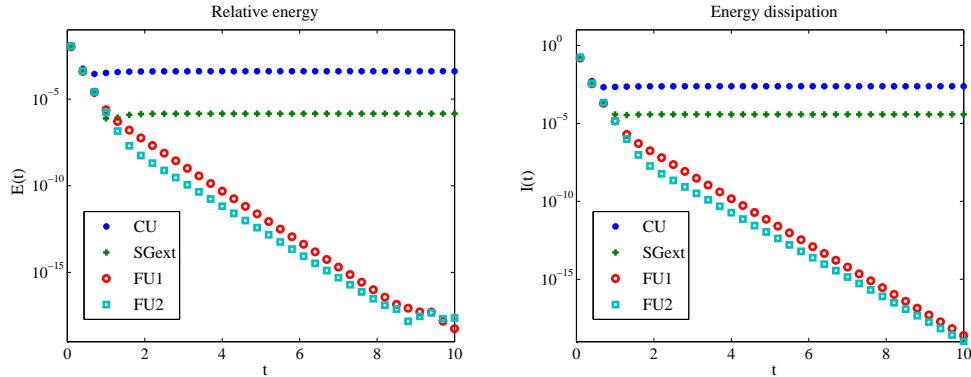 Relative energy
E(t)
10^-5
10^-10
10^-15
CU
SGext
FU1
FU2
0
2
4
6
8
10
t
Energy dissipation
I(t)
10^0
10^-5
10^-10
10^-15
CU
SGext
FU1
FU2
0
2
4
6
8
10
t